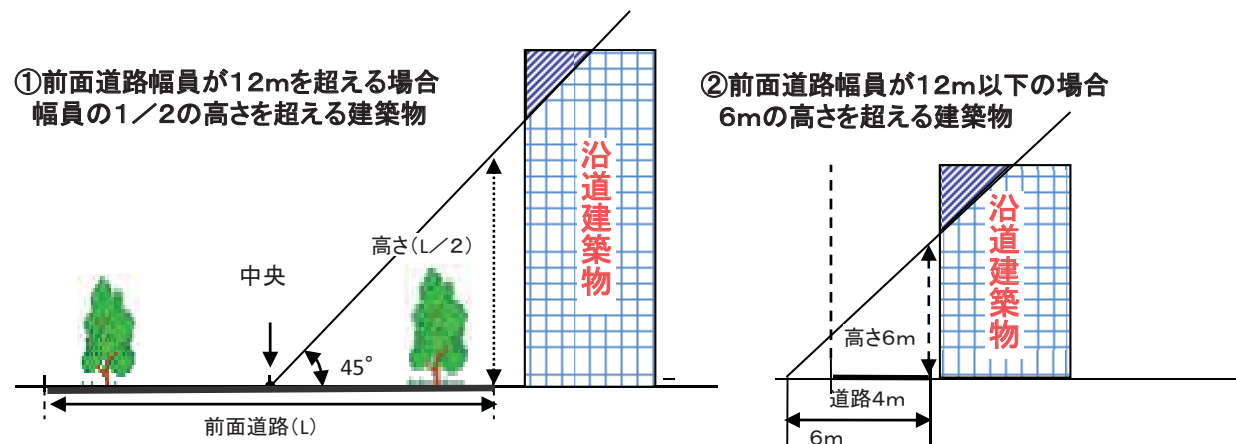 ①前面道路幅員が12mを超える場合
幅員の1/2の高さを超える建築物
沿道建築物
高さ(L/2)
中央
45°
前面道路(L)
②前面道路幅員が12m以下の場合
6mの高さを超える建築物
沿道建築物
高さ6m
道路4m
6m